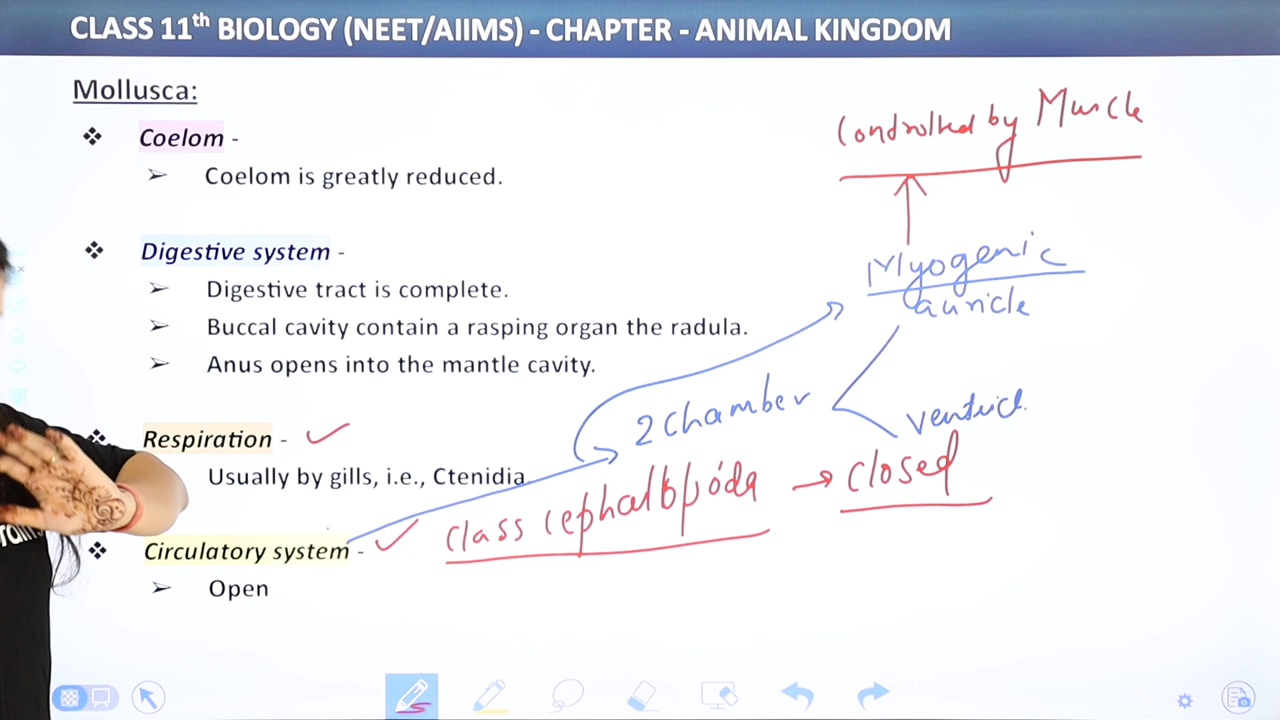 CLASS 11th BIOLOGY (NEET/AIIMS) - CHAPTER - ANIMAL KINGDOM
Mollusca:
❖ Coelom -
➢ Coelom is greatly reduced.
❖ Digestive system -
➢ Digestive tract is complete.
➢ Buccal cavity contain a rasping organ the radula.
➢ Anus opens into the mantle cavity.
❖ Respiration -
Usually by gills, i.e., Ctenidia
❖ Circulatory system -
➢ Open
Controlled by Muscle
Myogenic
auricle
2 chamber
ventricl.
class cephalopoda → closed